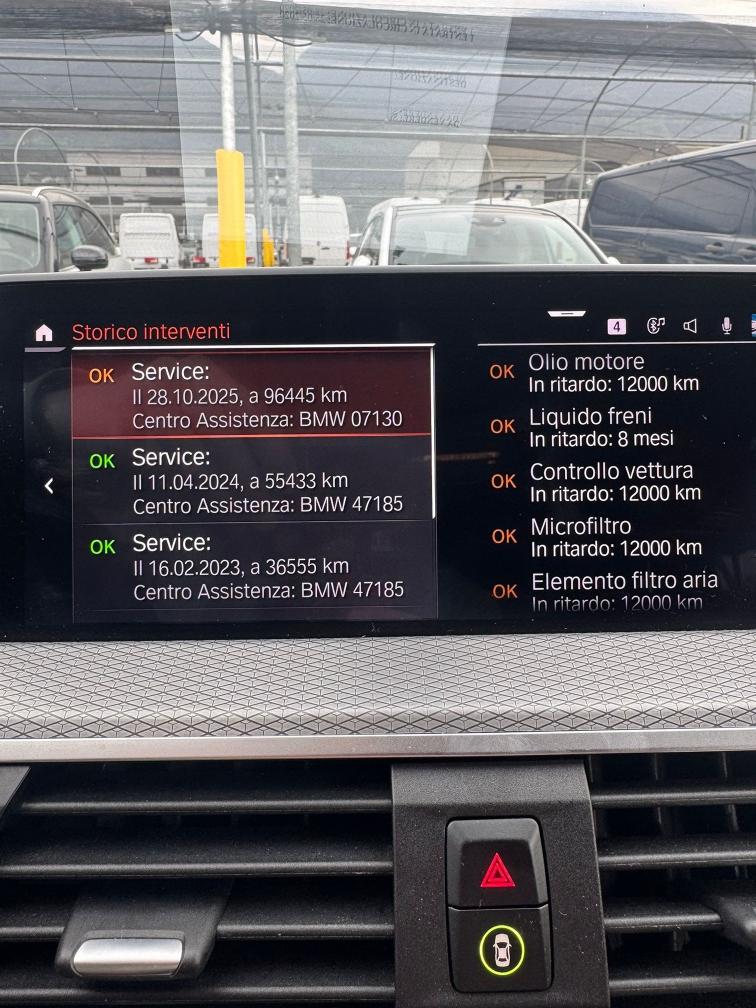 Storico interventi
4
OK Service:
Il 28.10.2025, a 96445 km
Centro Assistenza: BMW 07130
OK Service:
Il 11.04.2024, a 55433 km
Centro Assistenza: BMW 47185
OK Service:
Il 16.02.2023, a 36555 km
Centro Assistenza: BMW 47185
OK Olio motore
In ritardo: 12000 km
OK Liquido freni
In ritardo: 8 mesi
OK Controllo vettura
In ritardo: 12000 km
OK Microfiltro
In ritardo: 12000 km
OK Elemento filtro aria
In ritardo: 12000 km